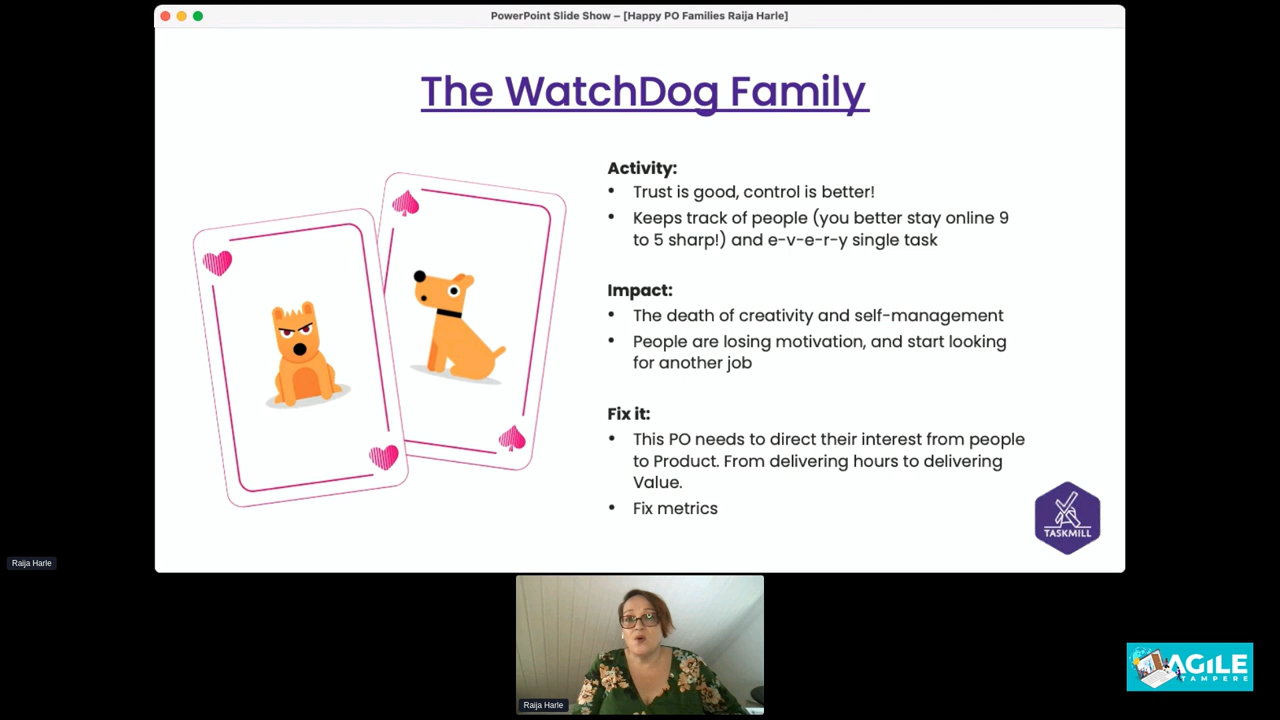 PowerPoint Slide Show – [Happy PO Families Raija Harle]
The WatchDog Family
Activity:
• Trust is good, control is better!
• Keeps track of people (you better stay online 9
to 5 sharp!) and e-v-e-r-y single task
Impact:
• The death of creativity and self-management
• People are losing motivation, and start looking
for another job
Fix it:
• This PO needs to direct their interest from people
to Product. From delivering hours to delivering
Value.
• Fix metrics
TASKMILL
Raija Harle
Raija Harle
AGILE
TAMPERE